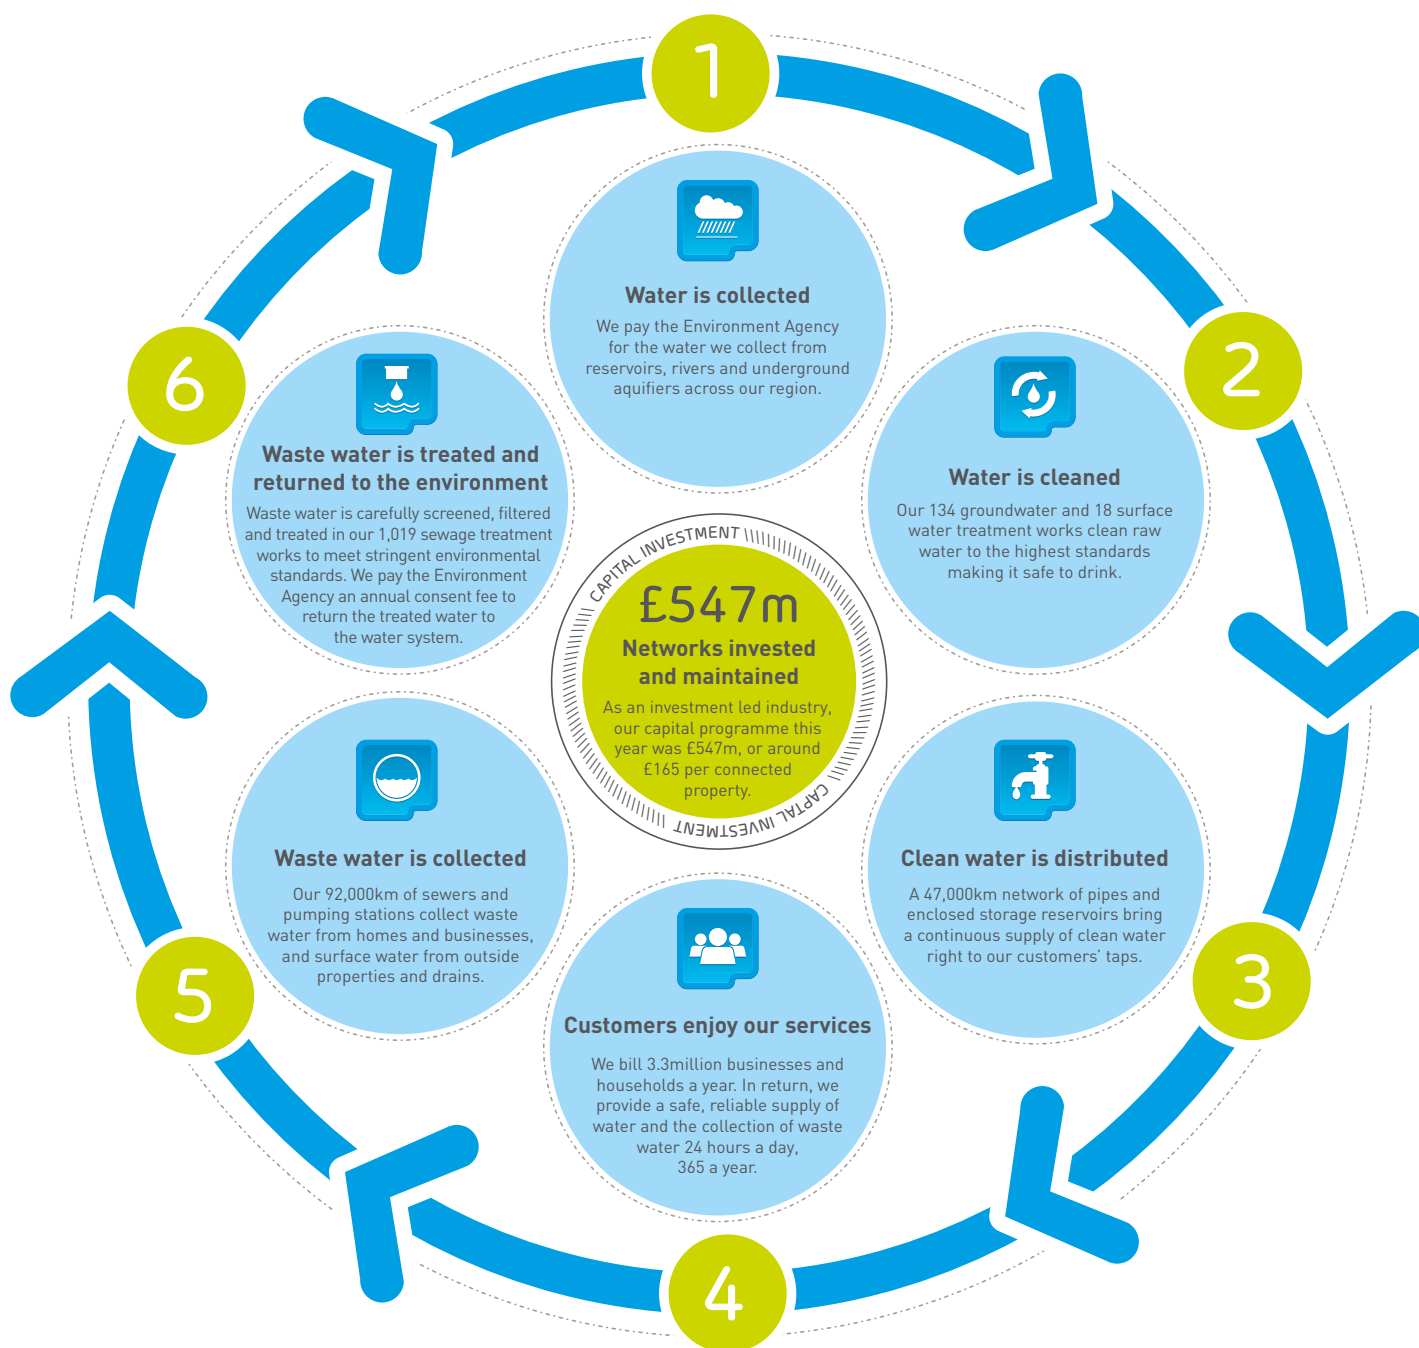 1
Water is collected
We pay the Environment Agency
for the water we collect from
reservoirs, rivers and underground
aquifiers across our region.
2
Water is cleaned
Our 134 groundwater and 18 surface
water treatment works clean raw
water to the highest standards
making it safe to drink.
3
Clean water is distributed
A 47,000km network of pipes and
enclosed storage reservoirs bring
a continuous supply of clean water
right to our customers' taps.
4
Customers enjoy our services
We bill 3.3million businesses and
households a year. In return, we
provide a safe, reliable supply of
water and the collection of waste
water 24 hours a day,
365 a year.
5
Waste water is collected
Our 92,000km of sewers and
pumping stations collect waste
water from homes and businesses,
and surface water from outside
properties and drains.
6
Waste water is treated and
returned to the environment
Waste water is carefully screened, filtered
and treated in our 1,019 sewage treatment
works to meet stringent environmental
standards. We pay the Environment
Agency an annual consent fee to
return the treated water to
the water system.
CAPITAL INVESTMENT
£547m
Networks invested
and maintained
As an investment led industry,
our capital programme this
year was £547m, or around
£165 per connected
property.
CAPTAL INVESTMENT